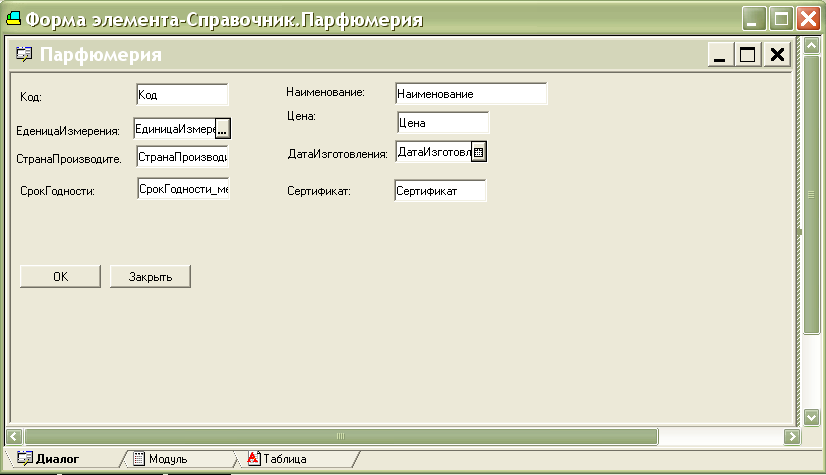 Форма элемента-Справочник.Парфюмерия
Парфюмерия
Код: Код Наименование: Наименование
Цена: Цена
ЕденицаИзмерения: ЕдиницаИзмере ... ДатаИзготовления: ДатаИзготовл
СтранаПроизводите. СтранаПроизводи
СрокГодности: СрокГодности_ме Сертификат: Сертификат
OK Закрыть
Диалог Модуль Таблица